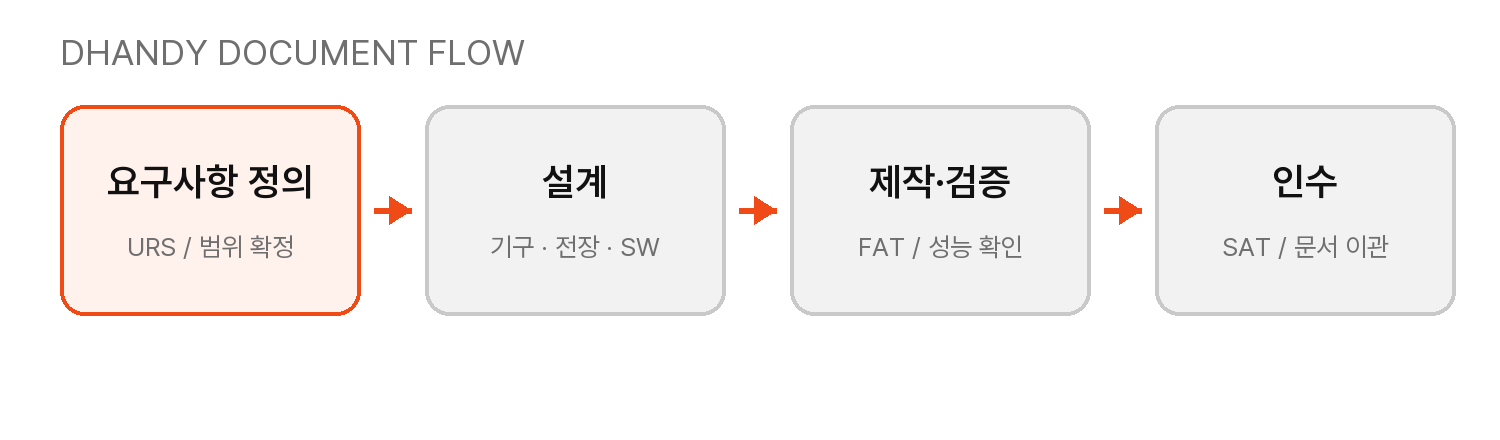 DHANDY DOCUMENT FLOW
요구사항 정의
URS / 범위 확정
설계
기구 · 전장 · SW
제작·검증
FAT / 성능 확인
인수
SAT / 문서 이관